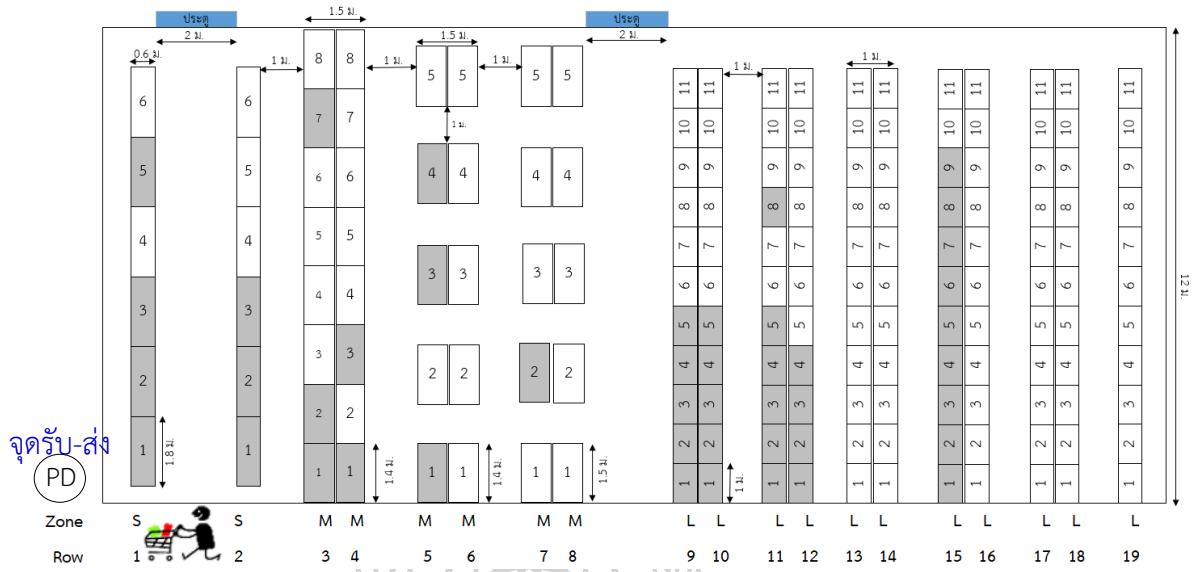 ประตู 1.5 ม. ประตู
2 ม. 1.5 ม. 2 ม.
0.6 ม. 1 ม. 8 8 1 ม. 1 ม. 1 ม. 1 ม.
5 5 5 5
11 11 11 11 11 11 11 11 11 11 11
6 6 7 7 1 ม. 10 10 10 10 10 10 10 10 10 10 10
5 5 6 6 4 4 4 4 9 9 9 9 9 9 9 9 9 9 9
8 8 8 8 8 8 8 8 8 8 8
4 4 5 5 7 7 7 7 7 7 7 7 7 7 7
3 3 3 3 6 6 6 6 6 6 6 6 6 6 6
12 ม.
3 3 4 4 5 5 5 5 5 5 5 5 5 5 5
2 2 3 3 2 2 2 2 4 4 4 4 4 4 4 4 4 4 4
2 2 3 3 3 3 3 3 3 3 3 3 3
จุดรับ-ส่ง 1 1.8 ม. 1 2 2 2 2 2 2 2 2 2 2 2
PD 1 1 1.4 ม. 1 1 1.4 ม. 1 1 1.5 ม. 1 1 1 ม. 1 1 1 1 1 1 1 1 1
Zone S S M M M M M M L L L L L L L L L L L
Row 1 2 3 4 5 6 7 8 9 10 11 12 13 14 15 16 17 18 19